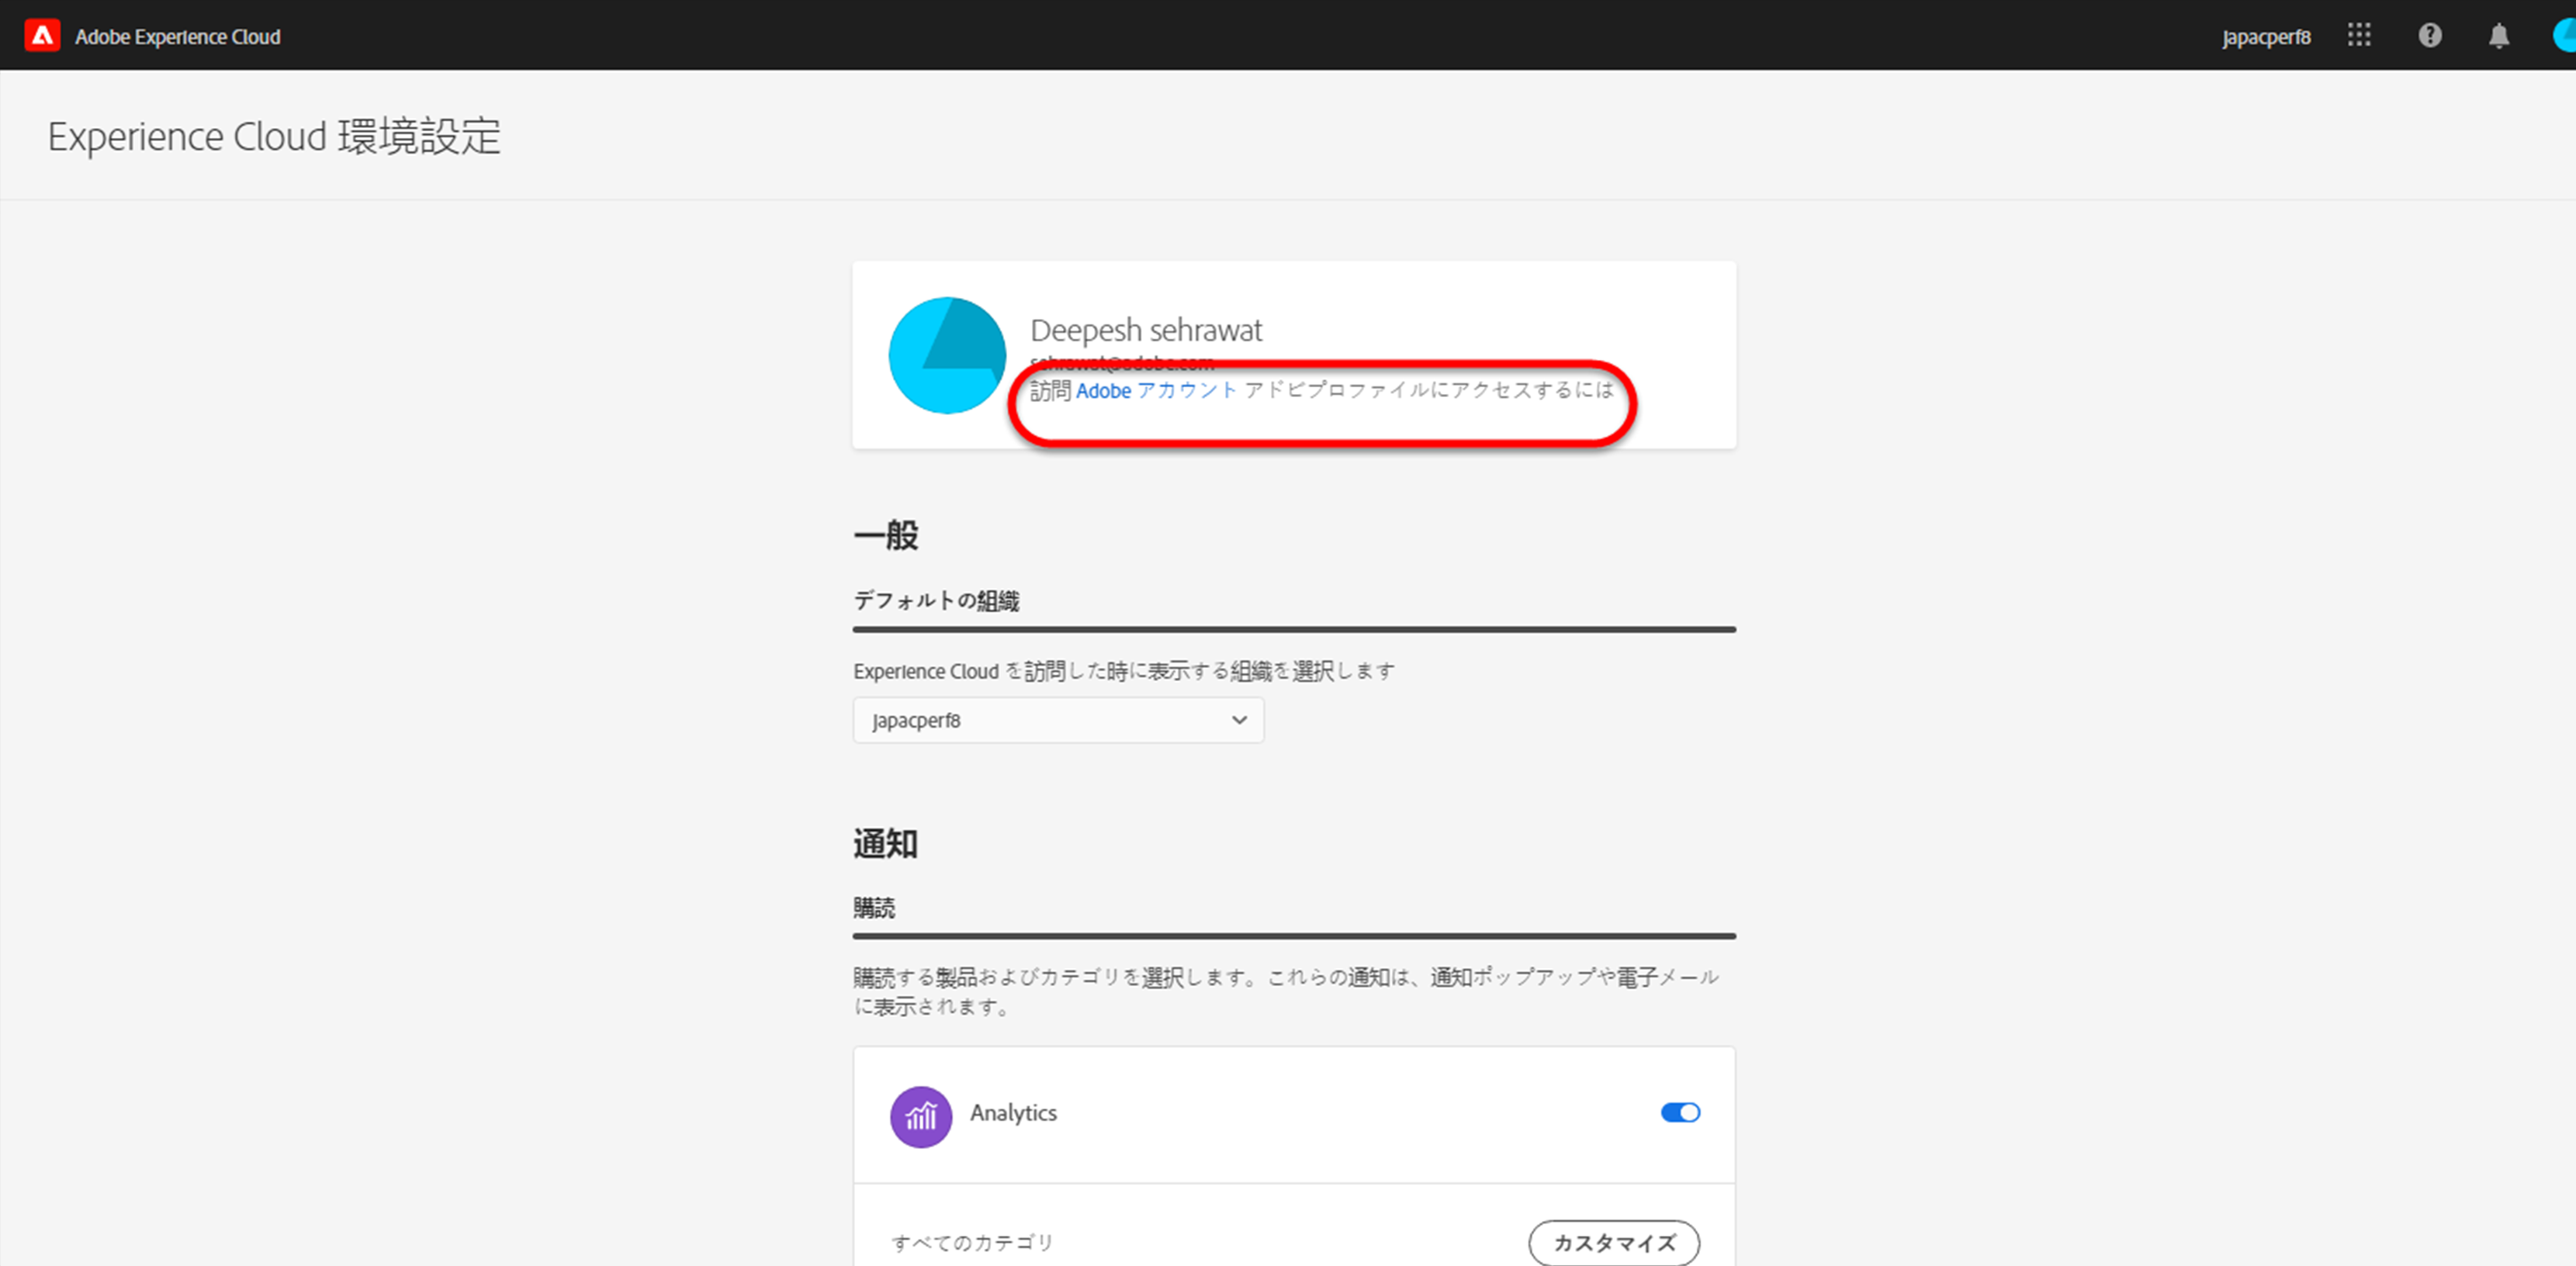 Adobe Experience Cloud
Japacperf8
Experience Cloud 環境設定
Deepesh sehrawat
sehrawat@adobe.com
訪問 Adobe アカウント アドビプロファイルにアクセスするには
一般
デフォルトの組織
Experience Cloud を訪問した時に表示する組織を選択します
Japacperf8
通知
購読
購読する製品およびカテゴリを選択します。これらの通知は、通知ポップアップや電子メール
に表示されます。
Analytics
すべてのカテゴリ
カスタマイズ